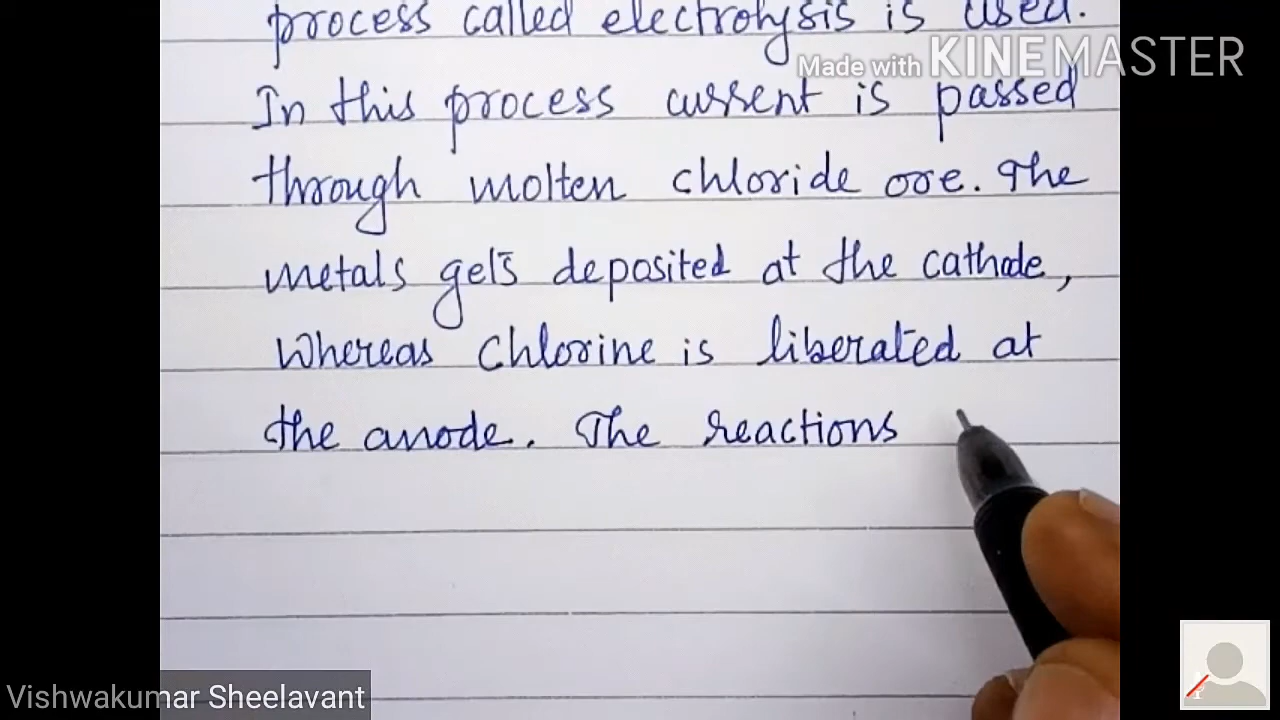 process called electrolysis is used.
Made with KINEMASTER
In this process current is passed
through molten chloride ore. The
metals gets deposited at the cathode,
Whereas Chlorine is liberated at
the anode. The reactions
Vishwakumar Sheelavant